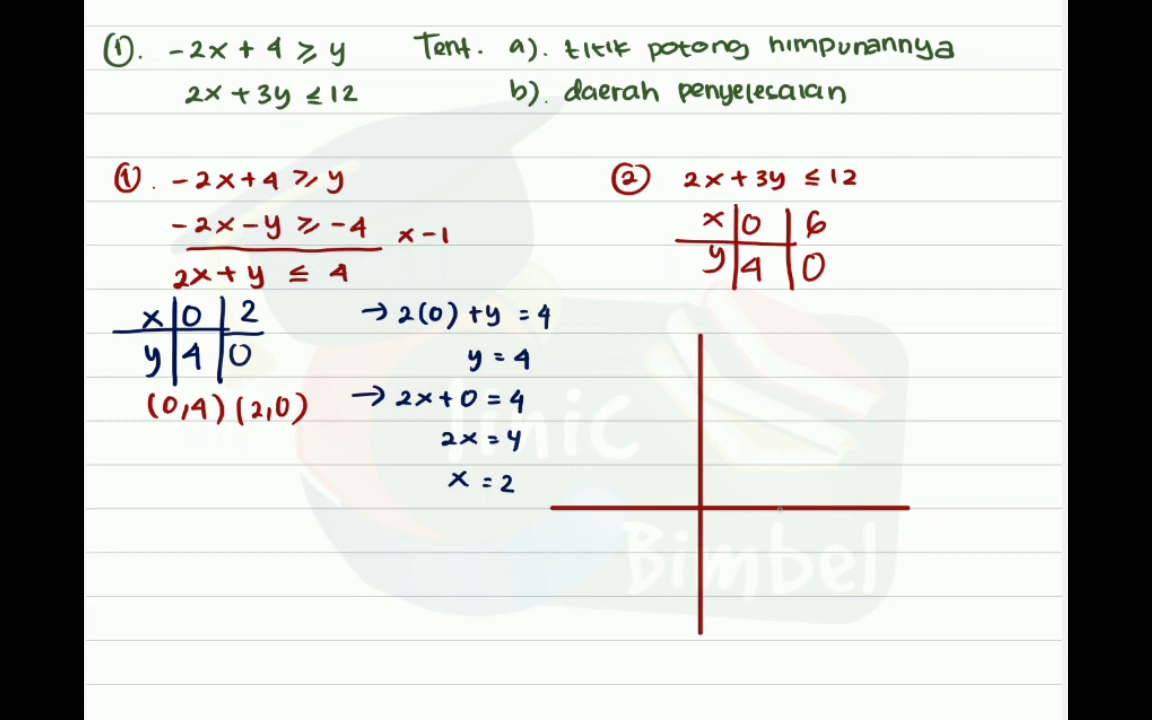 ①. -2x + 4 ≥ y Tent. a). titik potong himpunannya
2x + 3y ≤ 12 b). daerah penyelesaian
①. -2x+4 ≥ y
-2x - y ≥ -4 x -1
2x + y ≤ 4
x | 0 | 2
y | 4 | 0
(0,4) (2,0)
→ 2(0) + y = 4
y = 4
→ 2x + 0 = 4
2x = 4
x = 2
② 2x + 3y ≤ 12
x | 0 | 6
y | 4 | 0
linic
Bimbel